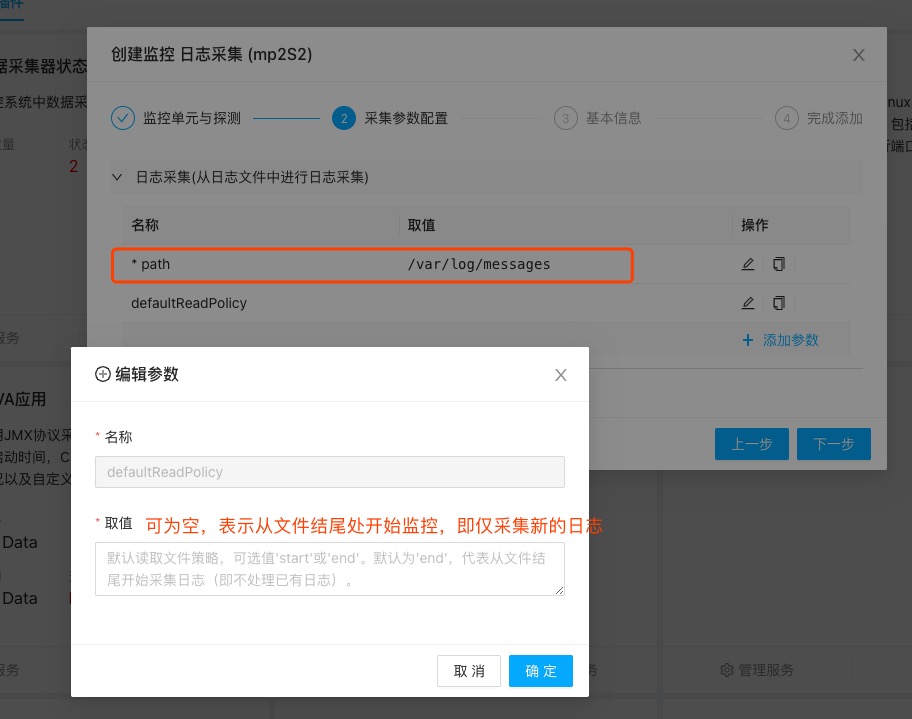 插件
创建监控 日志采集 (mp2S2)
据采集器状态
监控单元与探测
2 采集参数配置
3 基本信息
4 完成添加
控系统中数据采
量
状态
2
日志采集(从日志文件中进行日志采集)
名称 取值 操作
* path /var/log/messages
defaultReadPolicy
+ 添加参数
服务
编辑参数
VA应用
用JMX协议采
启动时间，C
况以及自定义
* 名称
上一步 下一步
defaultReadPolicy
* 取值 可为空，表示从文件结尾处开始监控，即仅采集新的日志
Data
默认读取文件策略，可选值'start'或'end'。默认为'end'，代表从文件结
尾开始采集日志（即不处理已有日志）。
Data
取 消 确 定
服务
务
管理服务
nux
包括
f端口